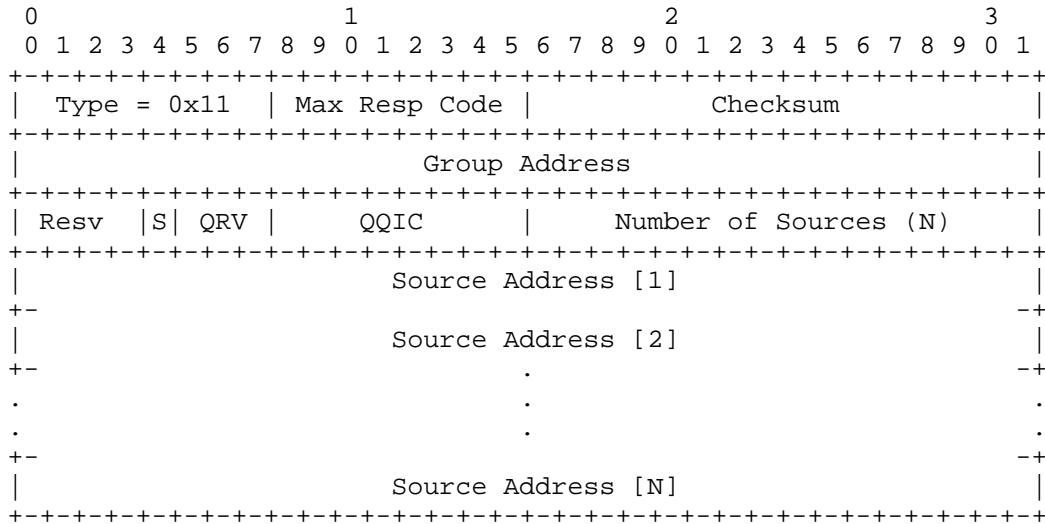 0                   1                   2                   3
 0 1 2 3 4 5 6 7 8 9 0 1 2 3 4 5 6 7 8 9 0 1 2 3 4 5 6 7 8 9 0 1
+-+-+-+-+-+-+-+-+-+-+-+-+-+-+-+-+-+-+-+-+-+-+-+-+-+-+-+-+-+-+-+-+
|  Type = 0x11  | Max Resp Code |           Checksum            |
+-+-+-+-+-+-+-+-+-+-+-+-+-+-+-+-+-+-+-+-+-+-+-+-+-+-+-+-+-+-+-+-+
|                         Group Address                         |
+-+-+-+-+-+-+-+-+-+-+-+-+-+-+-+-+-+-+-+-+-+-+-+-+-+-+-+-+-+-+-+-+
| Resv  |S| QRV |     QQIC      |     Number of Sources (N)     |
+-+-+-+-+-+-+-+-+-+-+-+-+-+-+-+-+-+-+-+-+-+-+-+-+-+-+-+-+-+-+-+-+
|                       Source Address [1]                      |
+-                                                             -+
|                       Source Address [2]                      |
+-                              .                              -+
.                               .                               .
.                               .                               .
+-                                                             -+
|                       Source Address [N]                      |
+-+-+-+-+-+-+-+-+-+-+-+-+-+-+-+-+-+-+-+-+-+-+-+-+-+-+-+-+-+-+-+-+